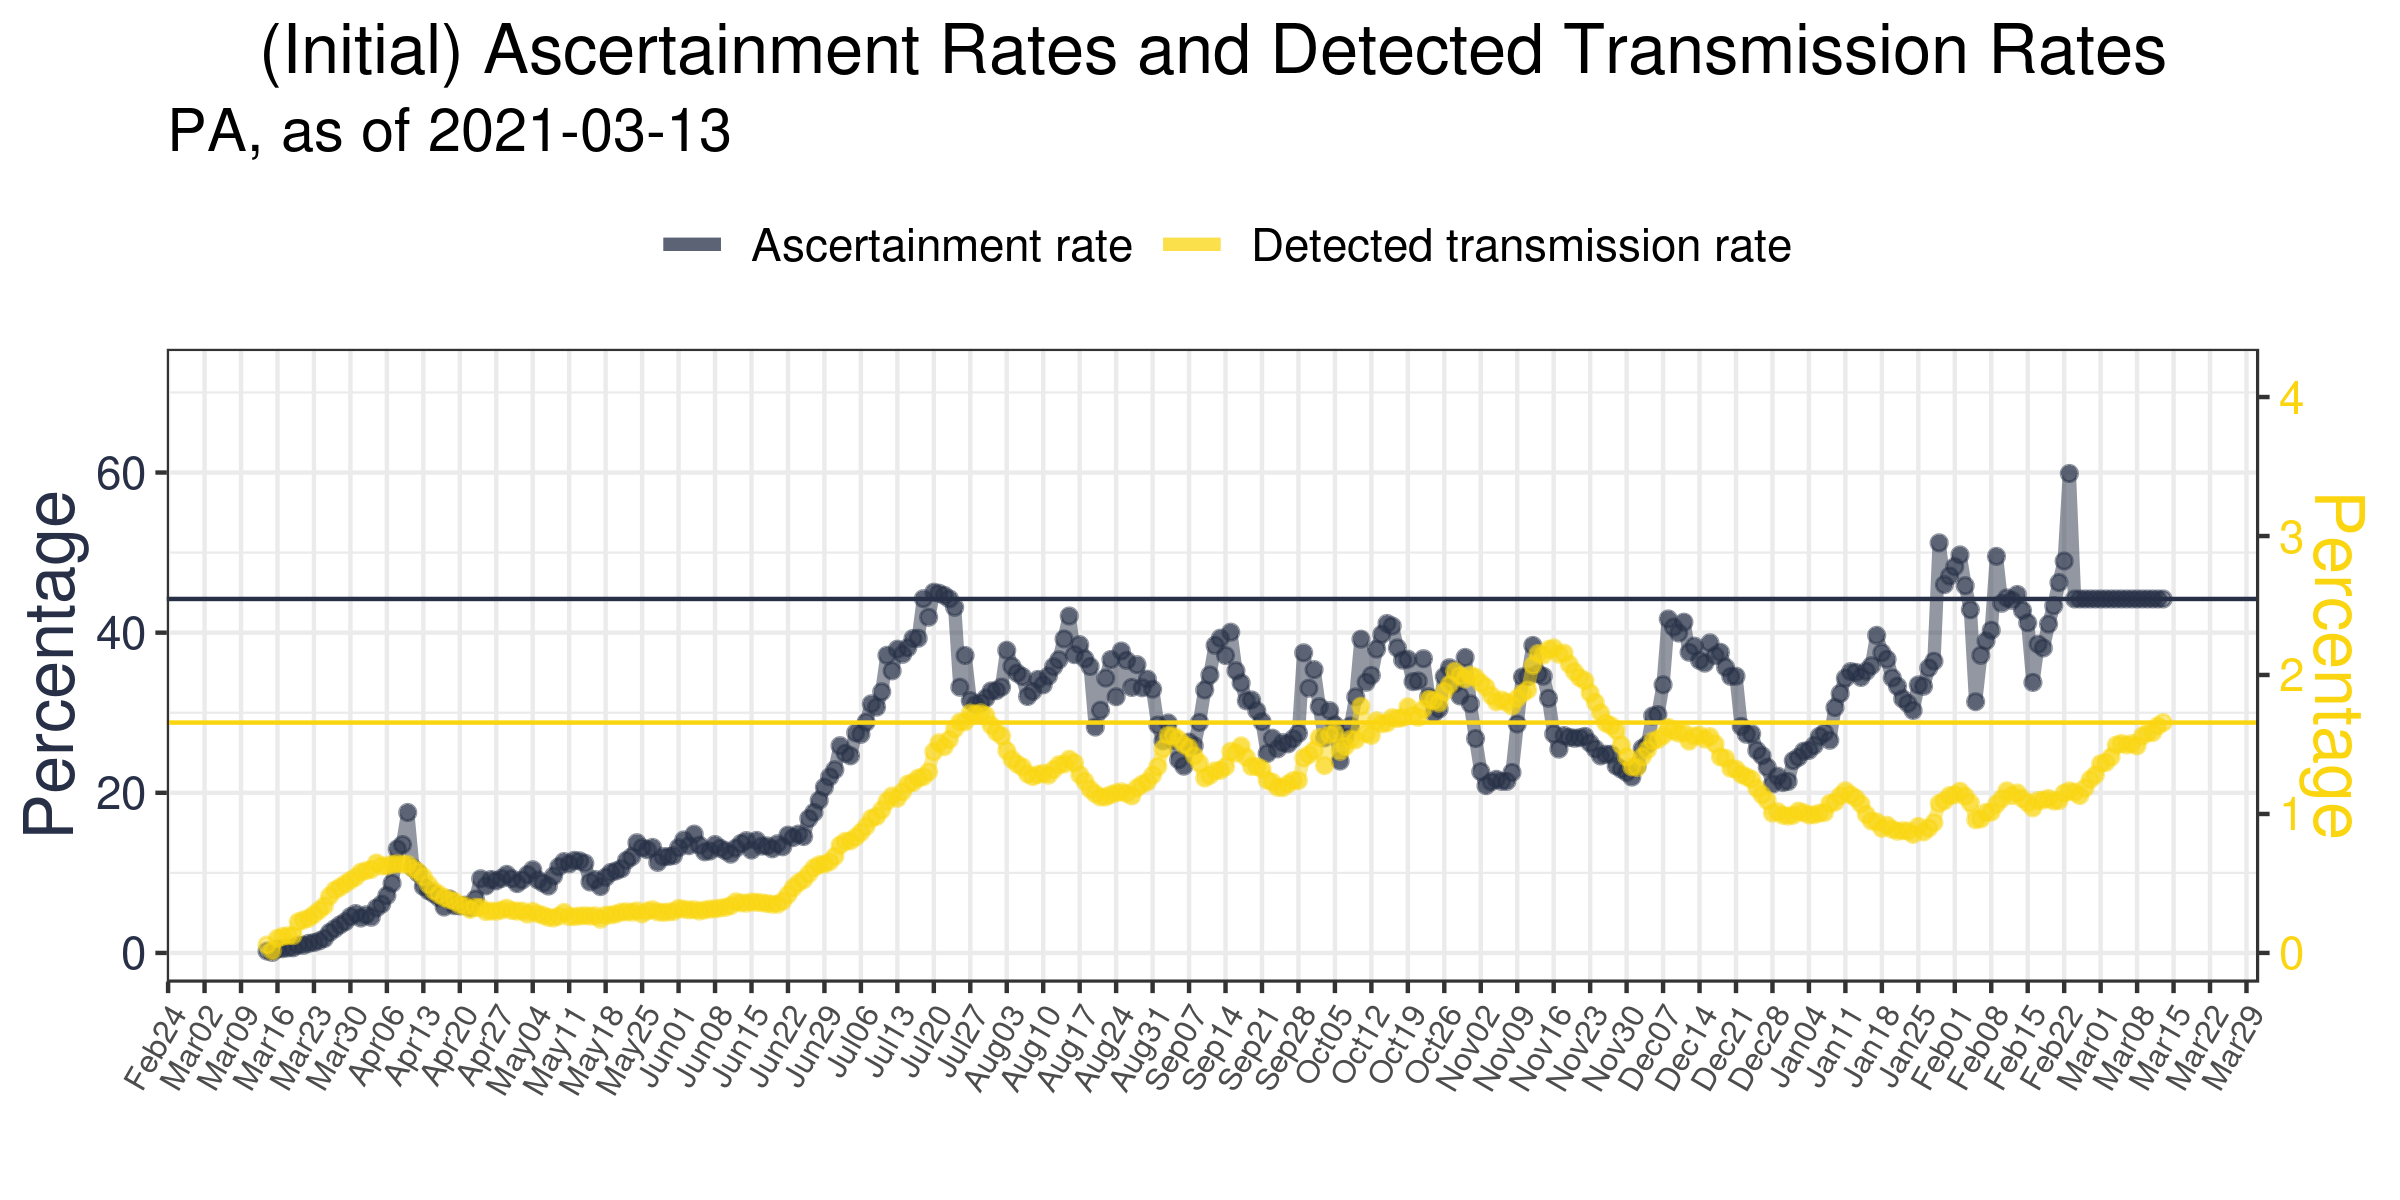 (Initial) Ascertainment Rates and Detected Transmission Rates
PA, as of 2021-03-13
Ascertainment rate
Detected transmission rate
Percentage
60
40
20
0
4
3
2
1
0
Percentage
Feb24
Mar02
Mar09
Mar16
Mar23
Mar30
Apr06
Apr13
Apr20
Apr27
May04
May11
May18
May25
Jun01
Jun08
Jun15
Jun22
Jun29
Jul06
Jul13
Jul20
Jul27
Aug03
Aug10
Aug17
Aug24
Aug31
Sep07
Sep14
Sep21
Sep28
Oct05
Oct12
Oct19
Oct26
Nov02
Nov09
Nov16
Nov23
Nov30
Dec07
Dec14
Dec21
Dec28
Jan04
Jan11
Jan18
Jan25
Feb01
Feb08
Feb15
Feb22
Mar01
Mar08
Mar15
Mar22
Mar29